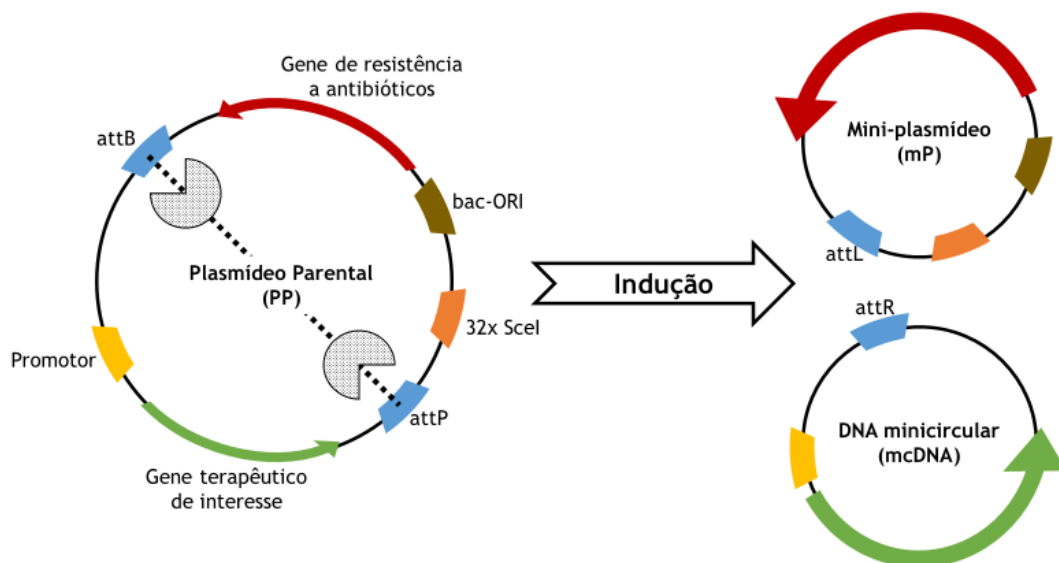 Gene de resistência
a antibióticos
attB
bac-ORI
Plasmídeo Parental
(PP)
32x SceI
Promotor
attP
Gene terapêutico
de interesse
Indução
Mini-plasmídeo
(mP)
attL
attR
DNA minicircular
(mcDNA)